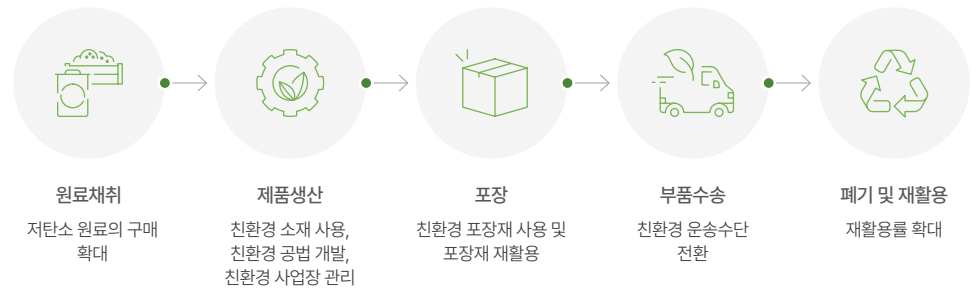 원료채취
저탄소 원료의 구매
확대
제품생산
친환경 소재 사용,
친환경 공법 개발,
친환경 사업장 관리
포장
친환경 포장재 사용 및
포장재 재활용
부품수송
친환경 운송수단
전환
폐기 및 재활용
재활용률 확대